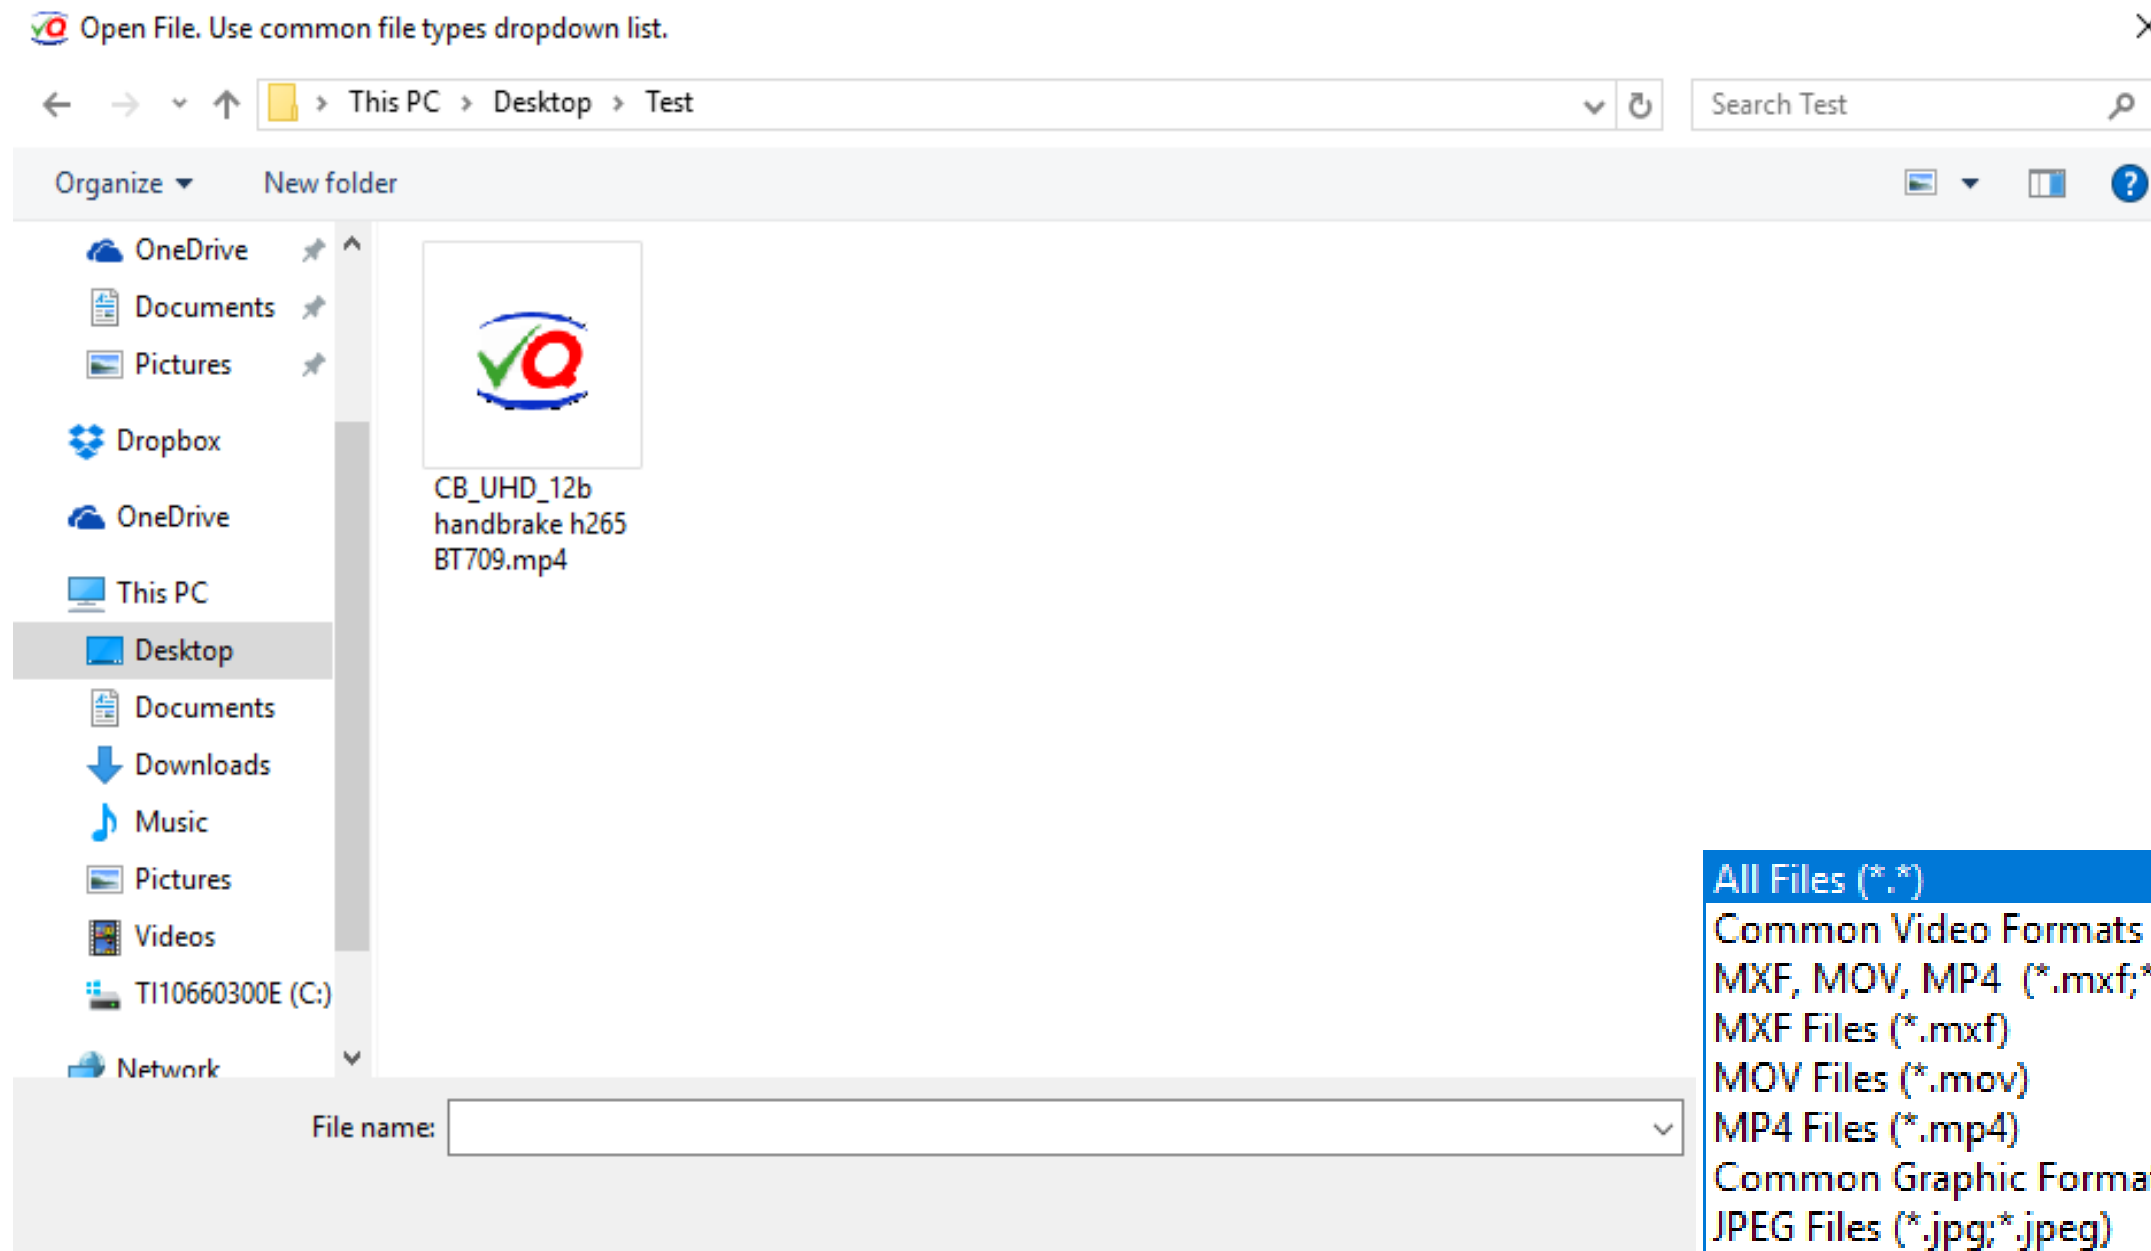 Open File. Use common file types dropdown list.
This PC > Desktop > Test
Search Test
Organize
New folder
OneDrive
Documents
Pictures
Dropbox
OneDrive
This PC
Desktop
Documents
Downloads
Music
Pictures
Videos
TI10660300E (C:)
Network
CB_UHD_12b
handbrake h265
BT709.mp4
File name:
All Files (*.*)
Common Video Formats
MXF, MOV, MP4 (*.mxf;*
MXF Files (*.mxf)
MOV Files (*.mov)
MP4 Files (*.mp4)
Common Graphic Format
JPEG Files (*.jpg;*.jpeg)